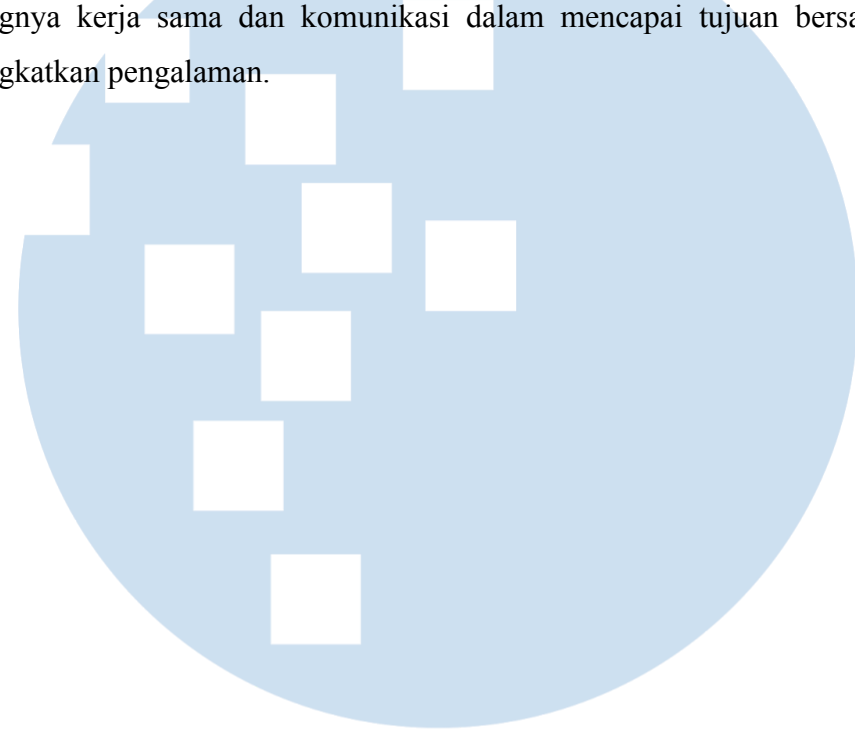 gnya kerja sama dan komunikasi dalam mencapai tujuan bersa
gkatkan pengalaman.